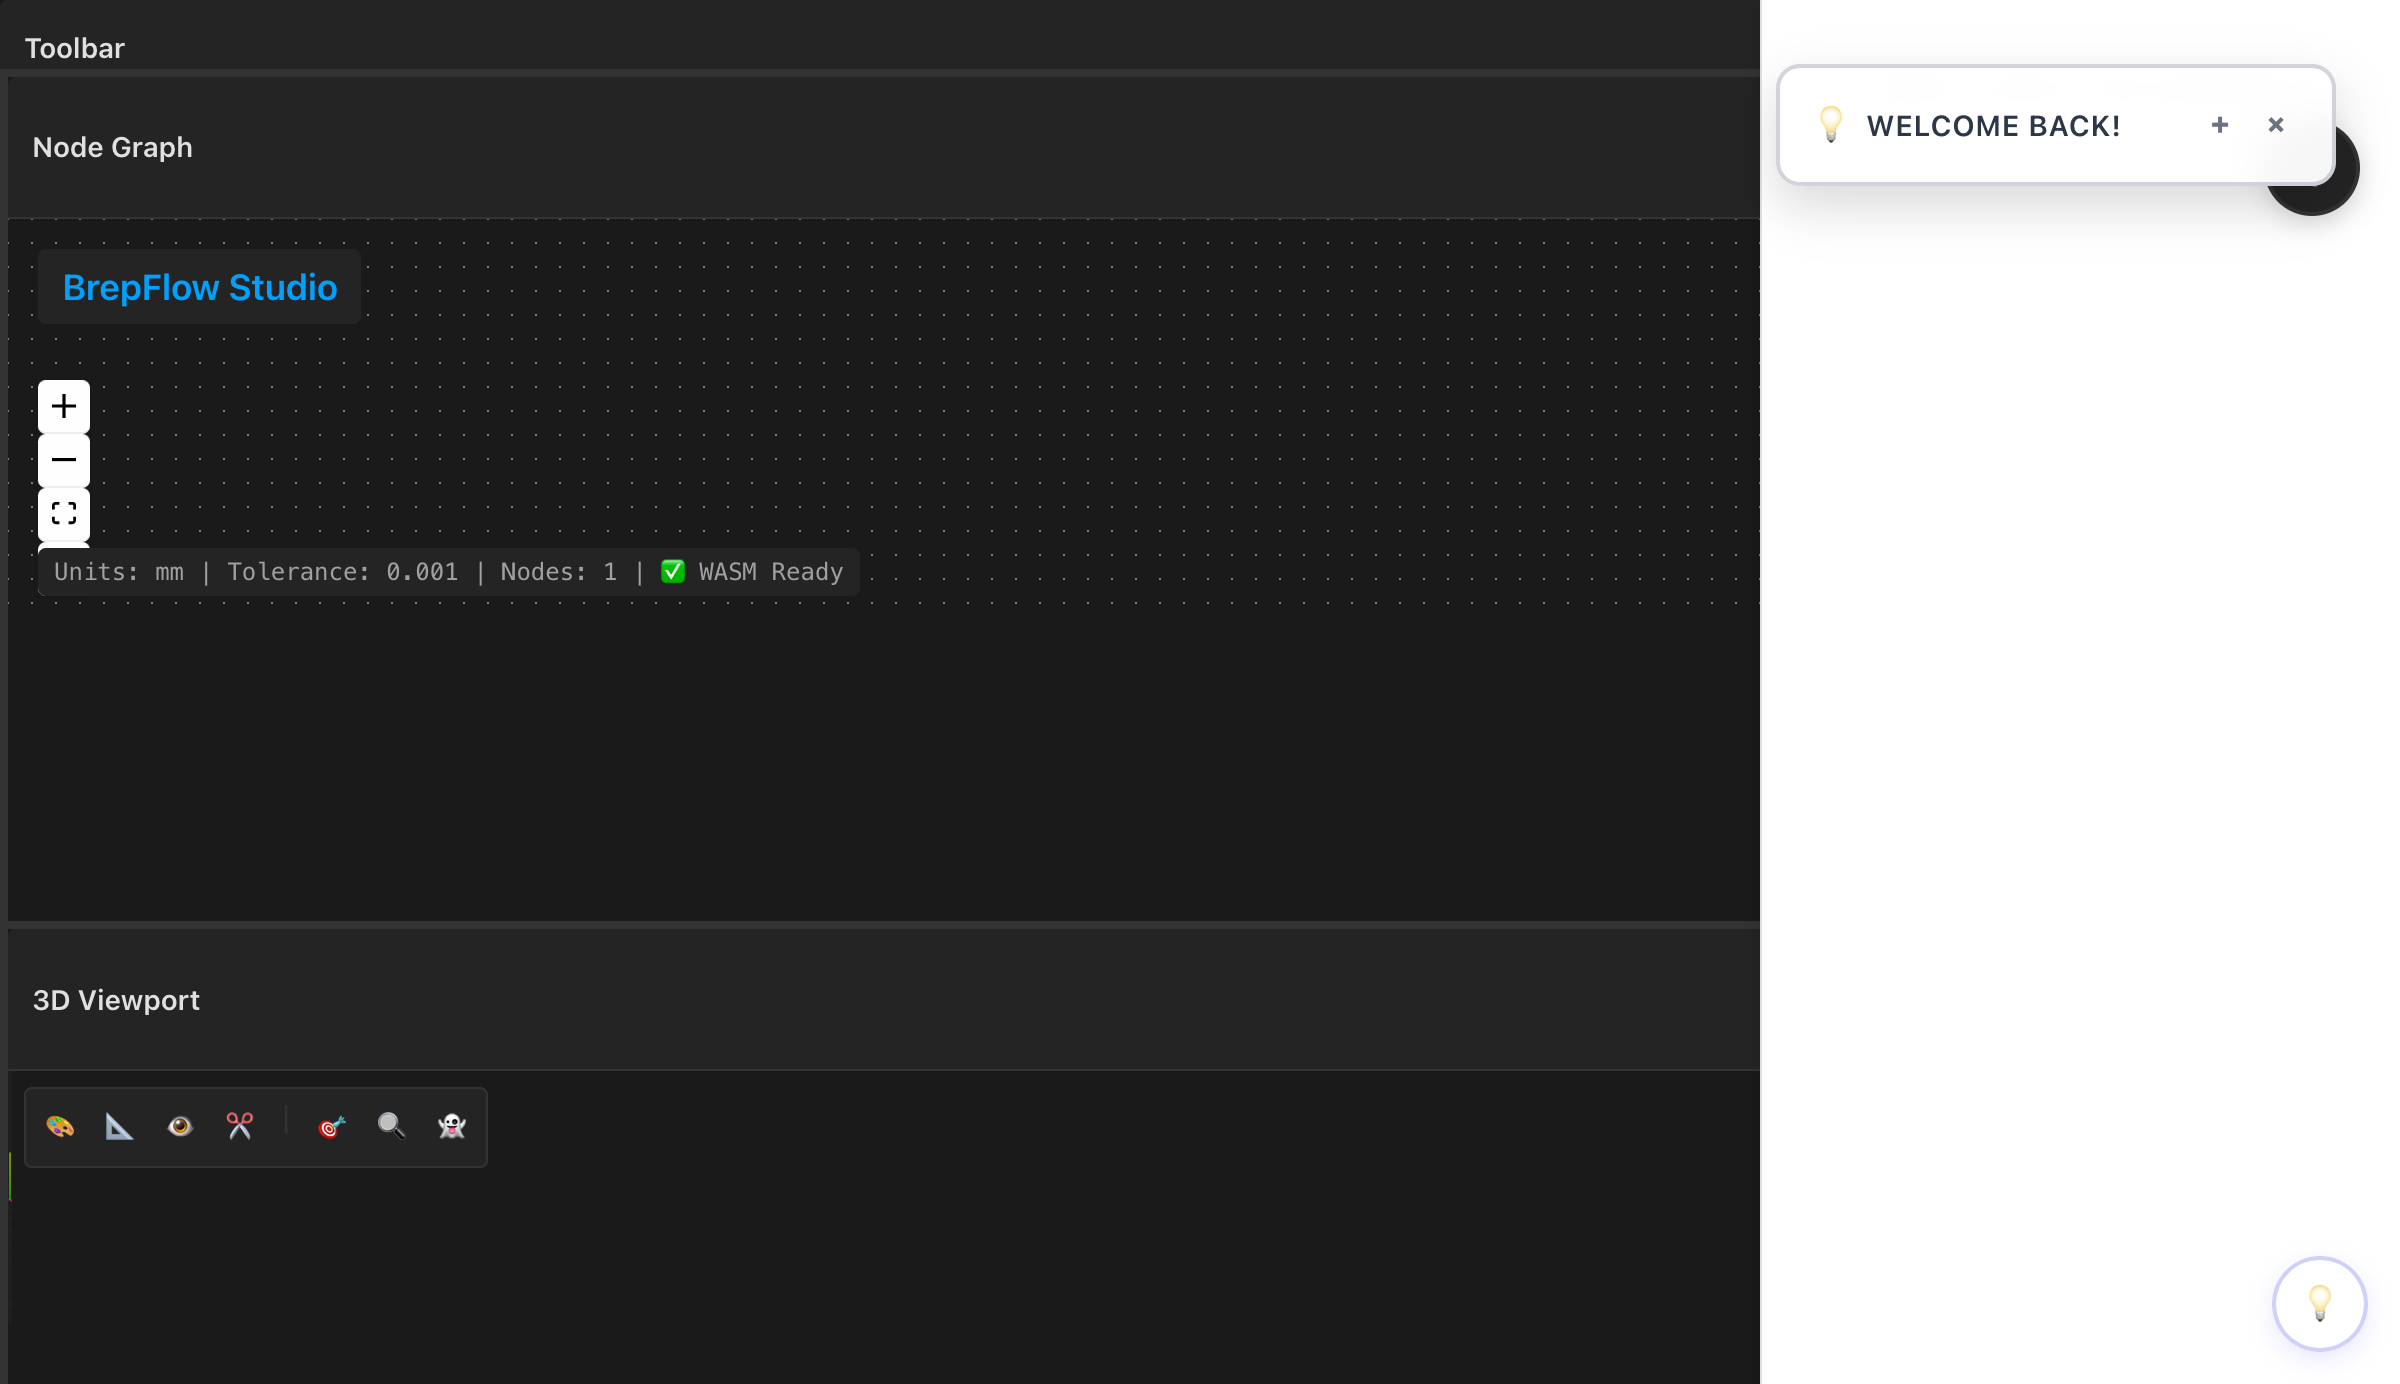 Toolbar
Node Graph
BrepFlow Studio
Units: mm | Tolerance: 0.001 | Nodes: 1 | ✅ WASM Ready
3D Viewport
WELCOME BACK!